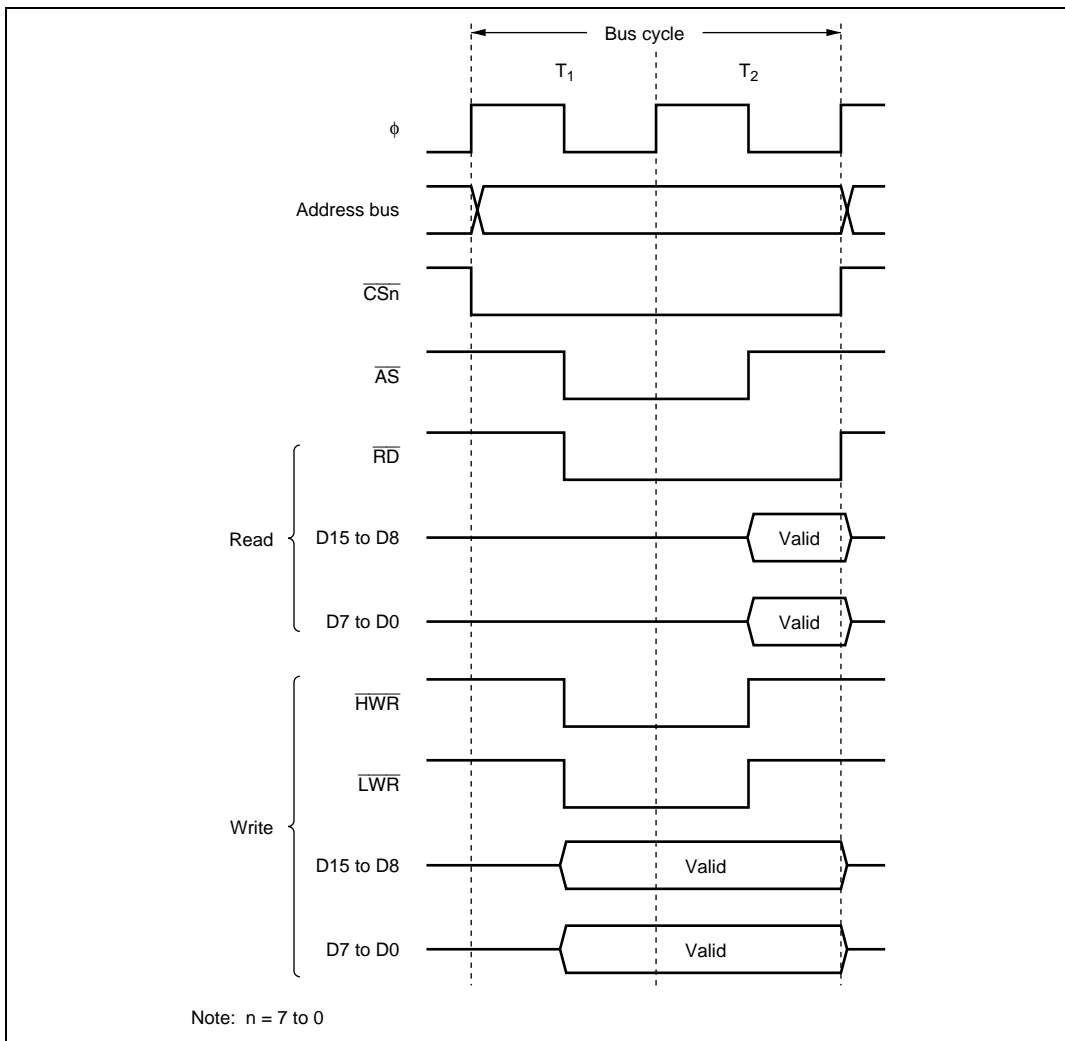 Bus cycle
T1 T2
ϕ
Address bus
CSn
AS
RD
Read
D15 to D8 Valid
D7 to D0 Valid
HWR
LWR
Write
D15 to D8 Valid
D7 to D0 Valid
Note: n = 7 to 0